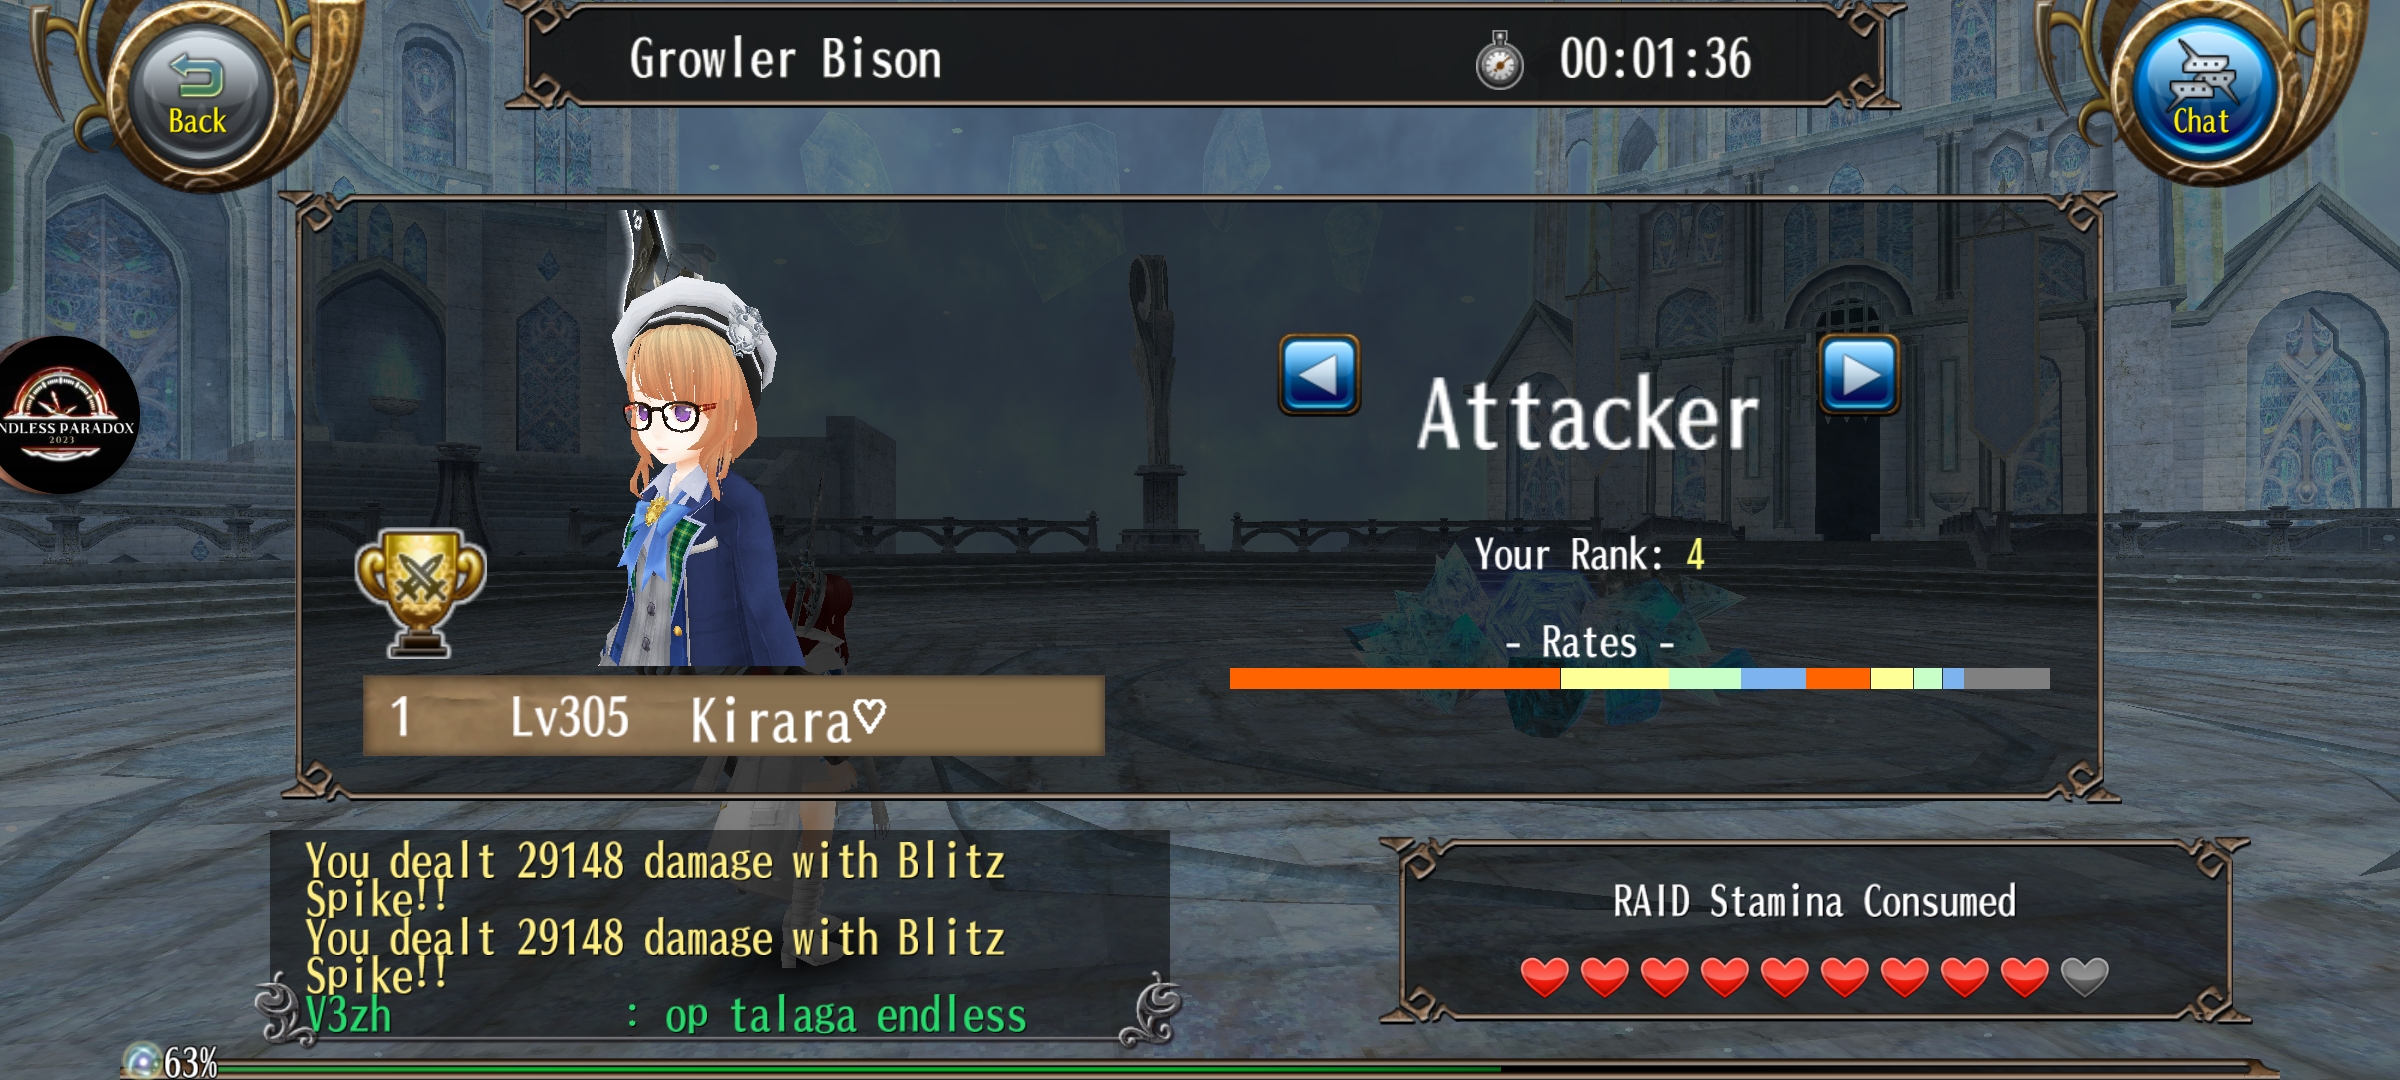 Growler Bison
00:01:36
Back
Chat
Attacker
NDLESS PARADOX
2023
Your Rank: 4
- Rates -
1 Lv305 Kirara♡
You dealt 29148 damage with Blitz
Spike!!
You dealt 29148 damage with Blitz
Spike!!
V3zh : op talaga endless
RAID Stamina Consumed
63%